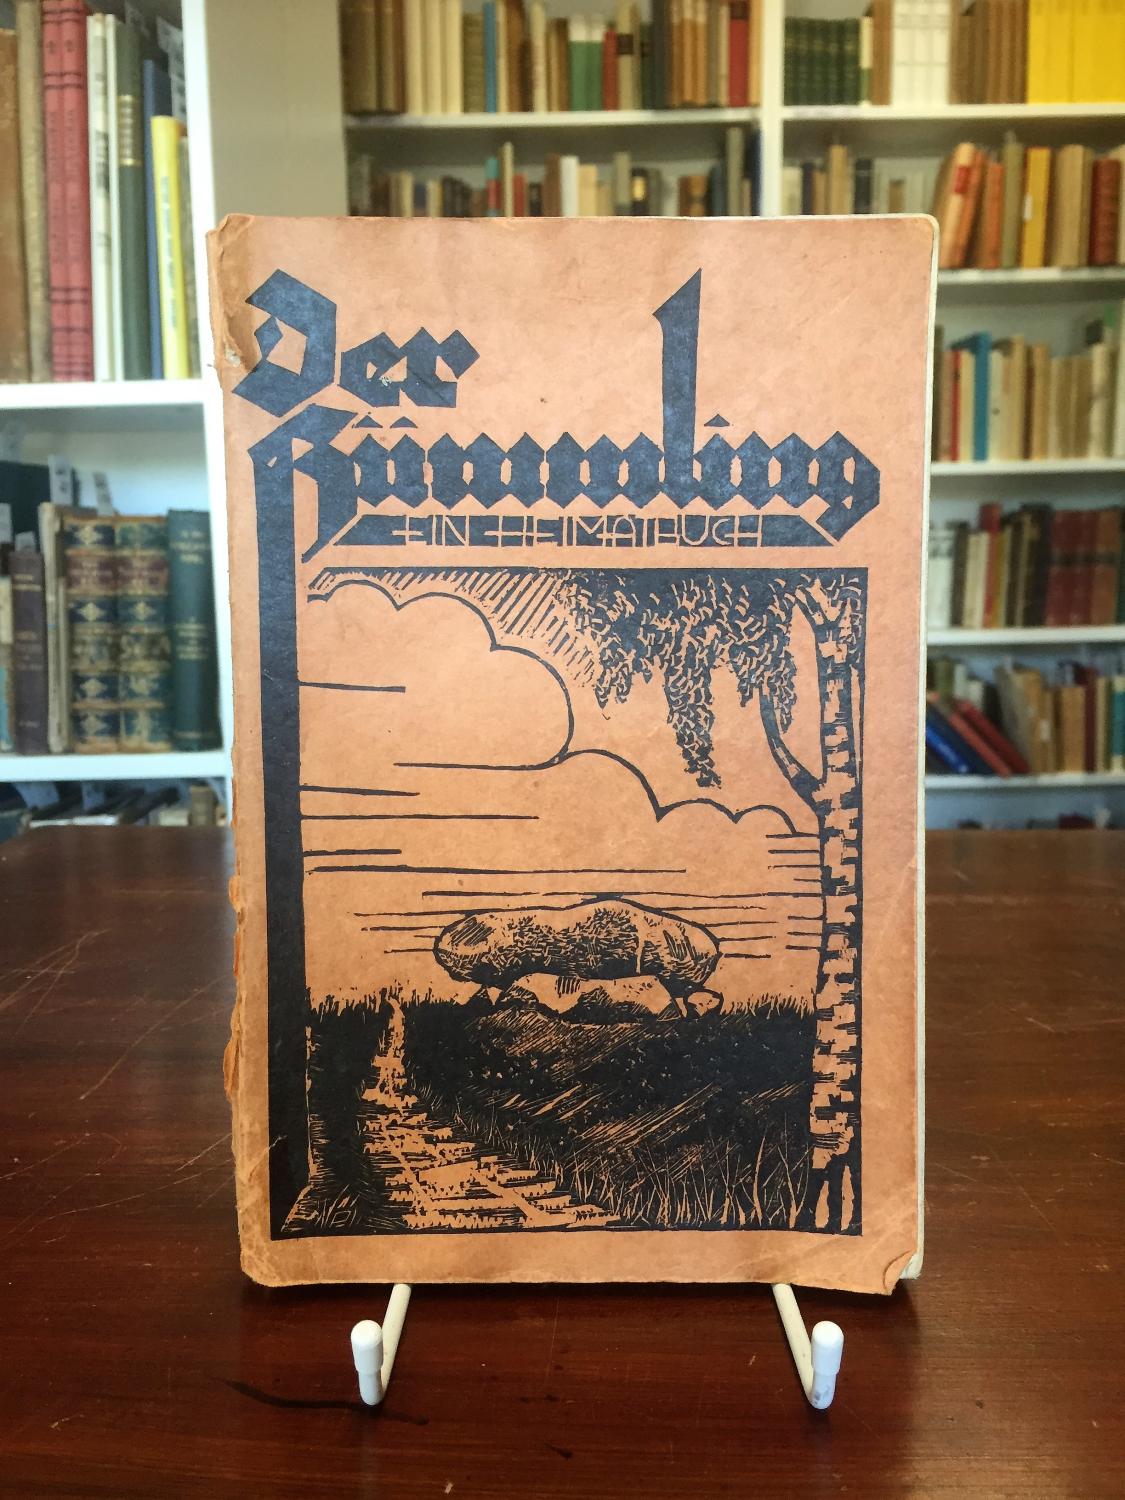 Der
Hümmling
EIN HEIMATBUCH